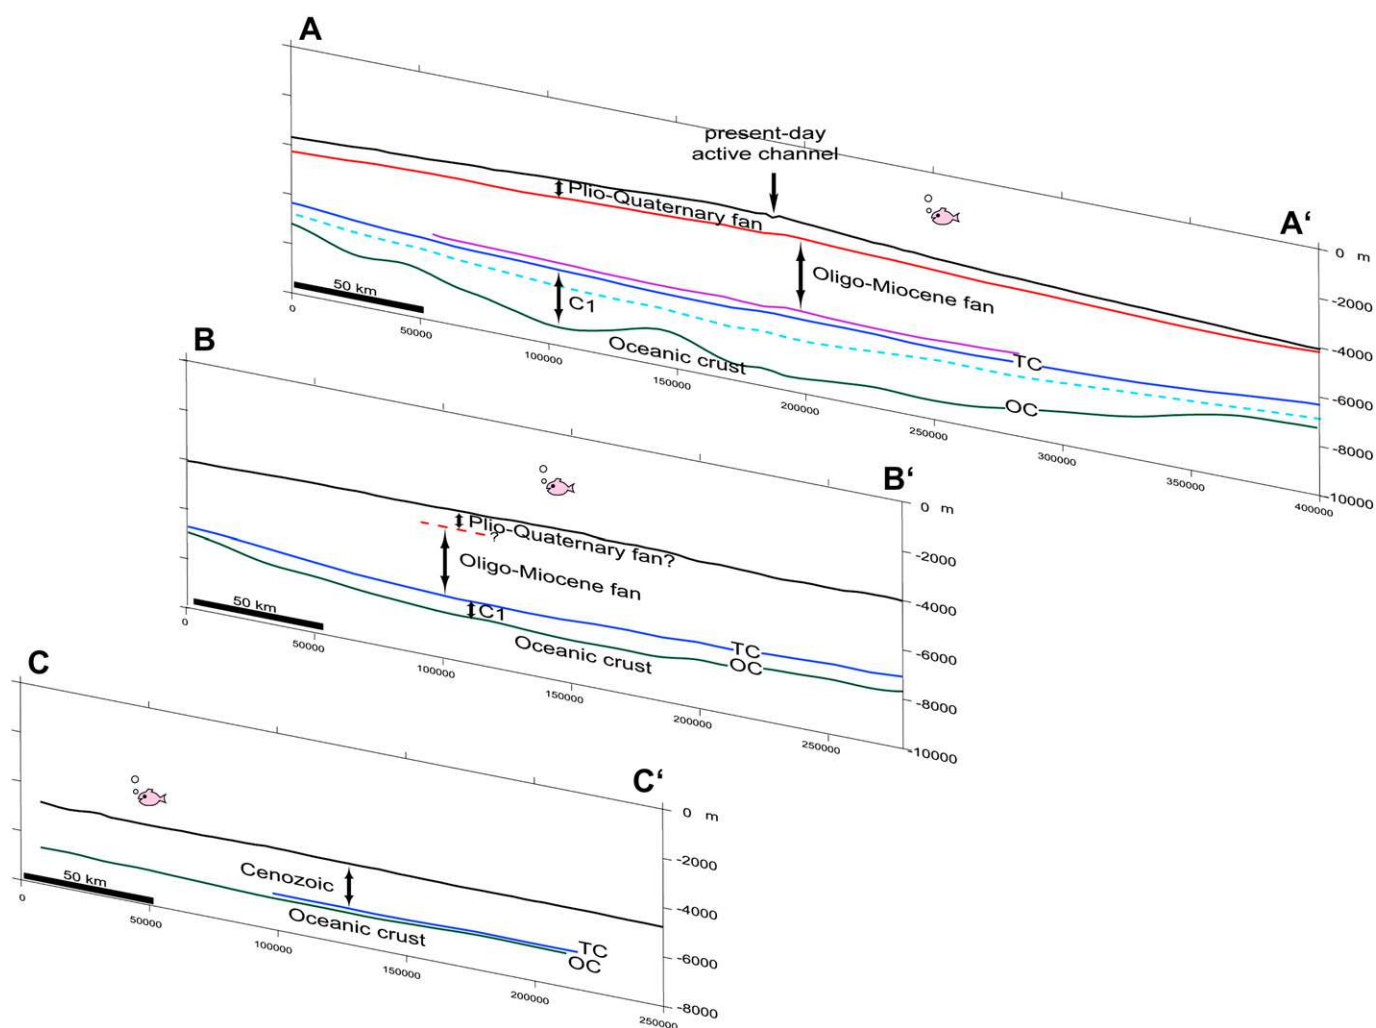 A
present-day
active channel
Plio-Quaternary fan
A‘
0 m
-2000
-4000
-6000
-8000
-10000
Oligo-Miocene fan
C1
TC
OC
Oceanic crust
50 km
0
50000
100000
150000
200000
250000
300000
350000
400000
B
B‘
0 m
-2000
-4000
-6000
-8000
-10000
Plio-Quaternary fan?
?
Oligo-Miocene fan
C1
TC
OC
Oceanic crust
50 km
0
50000
100000
150000
200000
250000
C
C‘
0 m
-2000
-4000
-6000
-8000
Cenozoic
TC
OC
Oceanic crust
50 km
0
50000
100000
150000
200000
250000